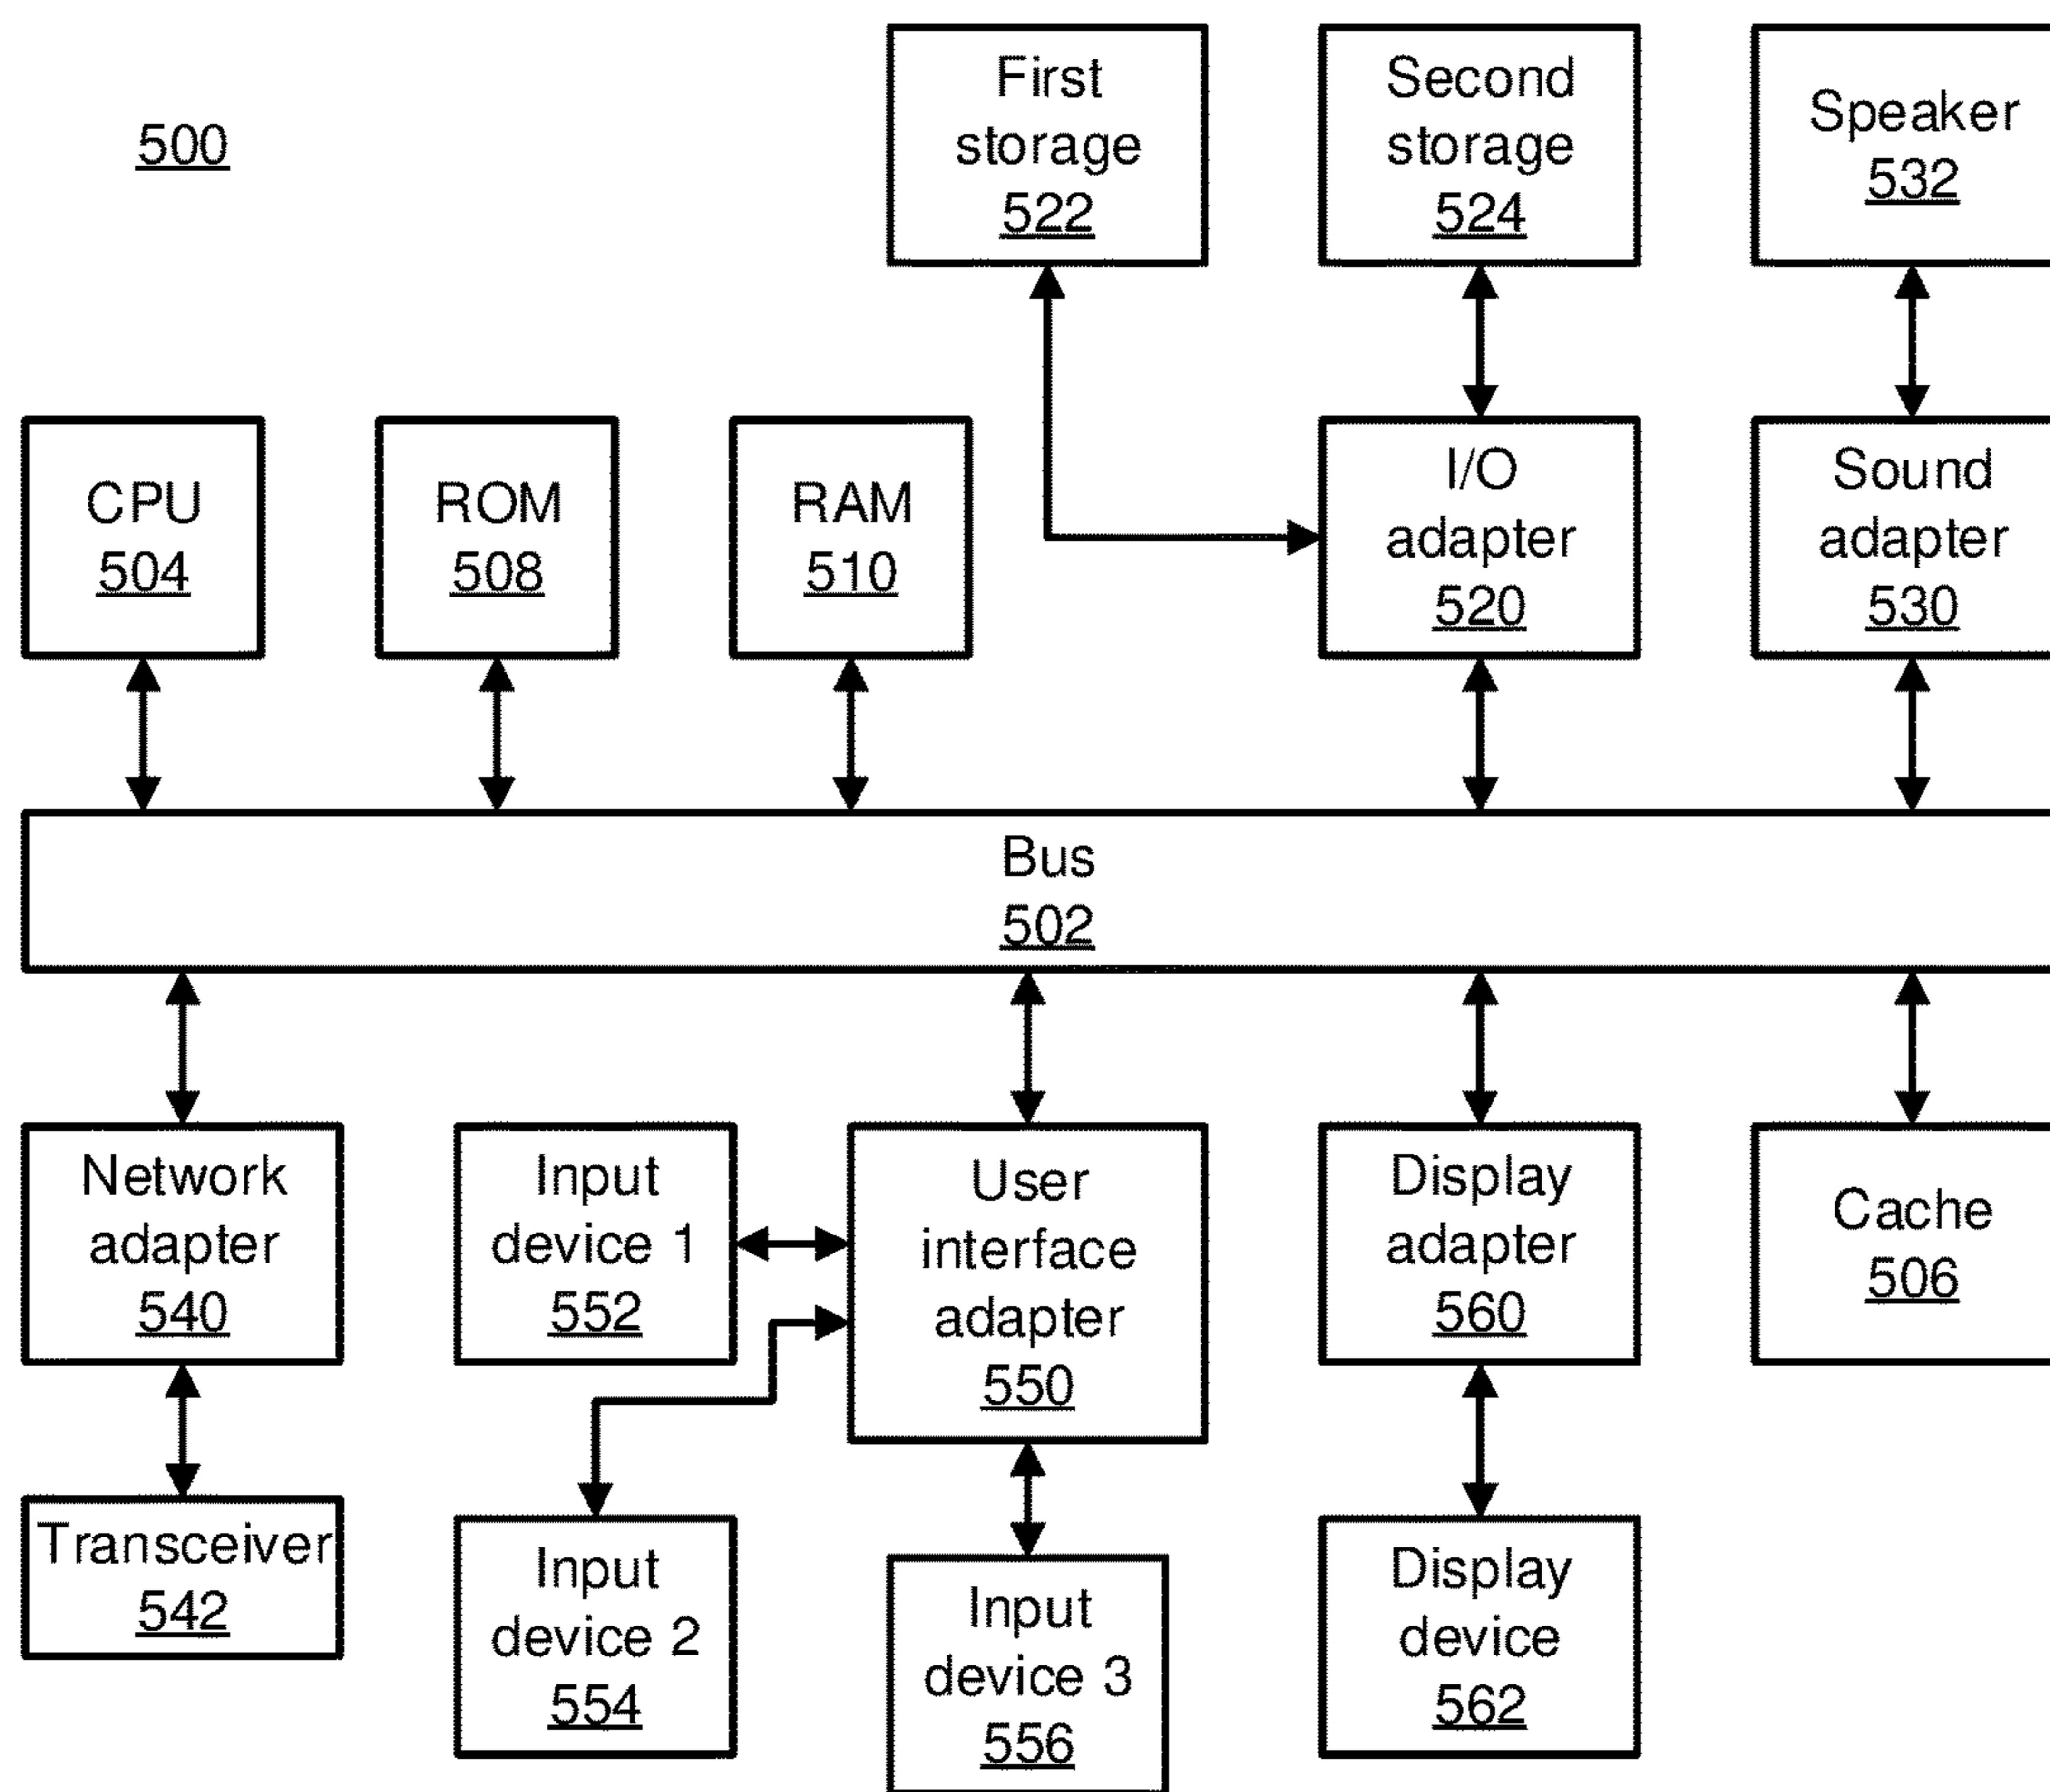 500
First
storage
522
Second
storage
524
Speaker
532
CPU
504
ROM
508
RAM
510
I/O
adapter
520
Sound
adapter
530
Bus
502
Network
adapter
540
Input
device 1
552
User
interface
adapter
550
Display
adapter
560
Cache
506
Transceiver
542
Input
device 2
554
Input
device 3
556
Display
device
562